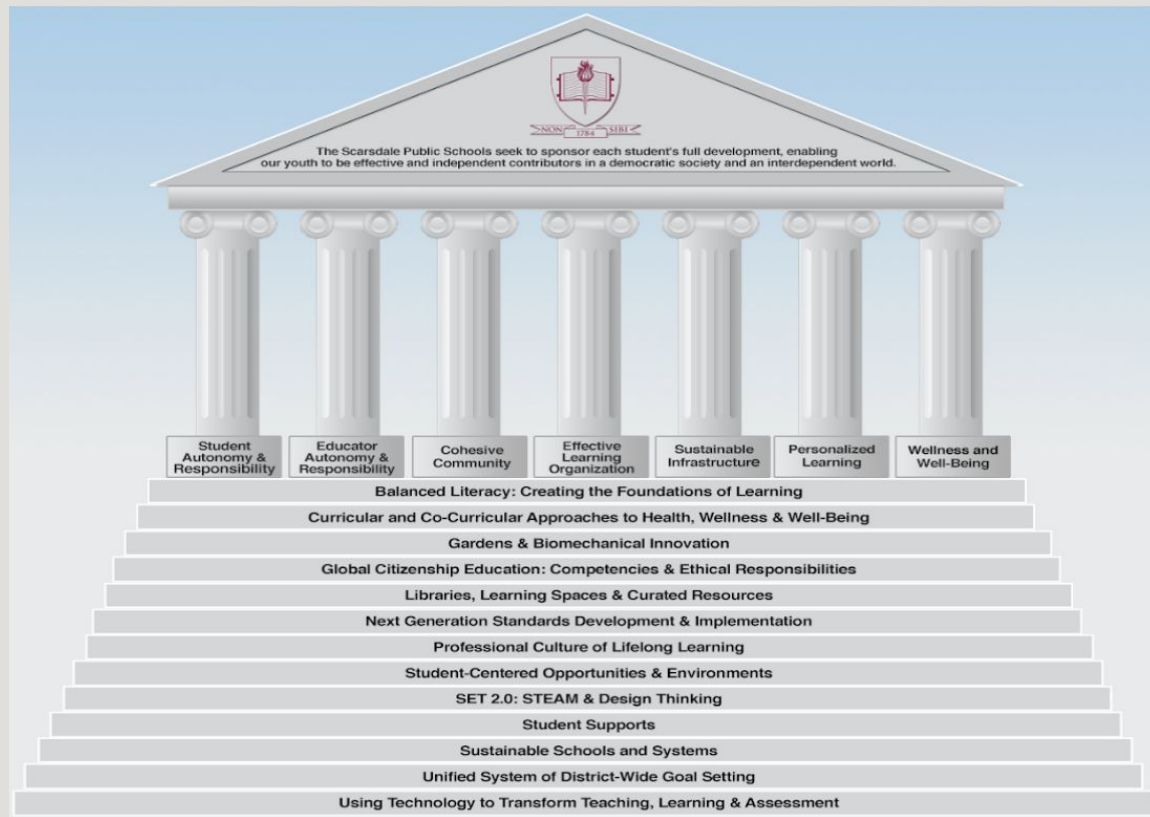 NON 1784 SIBI
The Scarsdale Public Schools seek to sponsor each student's full development, enabling
our youth to be effective and independent contributors in a democratic society and an interdependent world.
Student
Autonomy &
Responsibility
Educator
Autonomy &
Responsibility
Cohesive
Community
Effective
Learning
Organization
Sustainable
Infrastructure
Personalized
Learning
Wellness and
Well-Being
Balanced Literacy: Creating the Foundations of Learning
Curricular and Co-Curricular Approaches to Health, Wellness & Well-Being
Gardens & Biomechanical Innovation
Global Citizenship Education: Competencies & Ethical Responsibilities
Libraries, Learning Spaces & Curated Resources
Next Generation Standards Development & Implementation
Professional Culture of Lifelong Learning
Student-Centered Opportunities & Environments
SET 2.0: STEAM & Design Thinking
Student Supports
Sustainable Schools and Systems
Unified System of District-Wide Goal Setting
Using Technology to Transform Teaching, Learning & Assessment